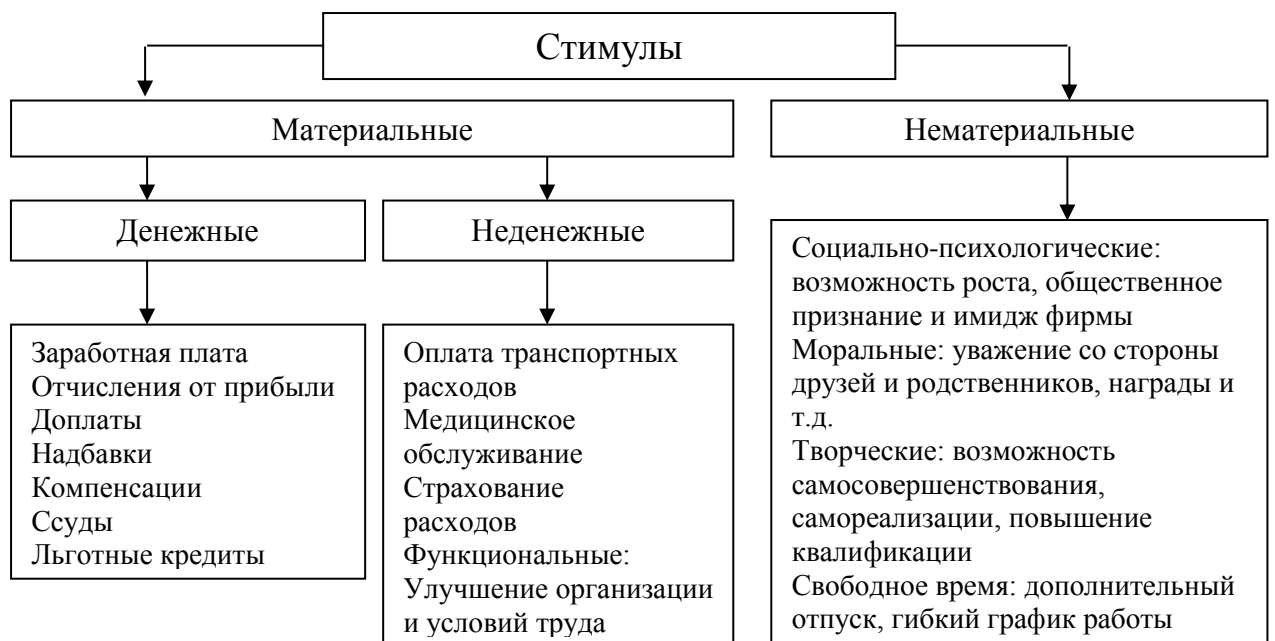 Стимулы
Материальные
Нематериальные
Денежные
Неденежные
Заработная плата
Отчисления от прибыли
Доплаты
Надбавки
Компенсации
Ссуды
Льготные кредиты
Оплата транспортных
расходов
Медицинское
обслуживание
Страхование
расходов
Функциональные:
Улучшение организации
и условий труда
Социально-психологические:
возможность роста, общественное
признание и имидж фирмы
Моральные: уважение со стороны
друзей и родственников, награды и
т.д.
Творческие: возможность
самосовершенствования,
самореализации, повышение
квалификации
Свободное время: дополнительный
отпуск, гибкий график работы